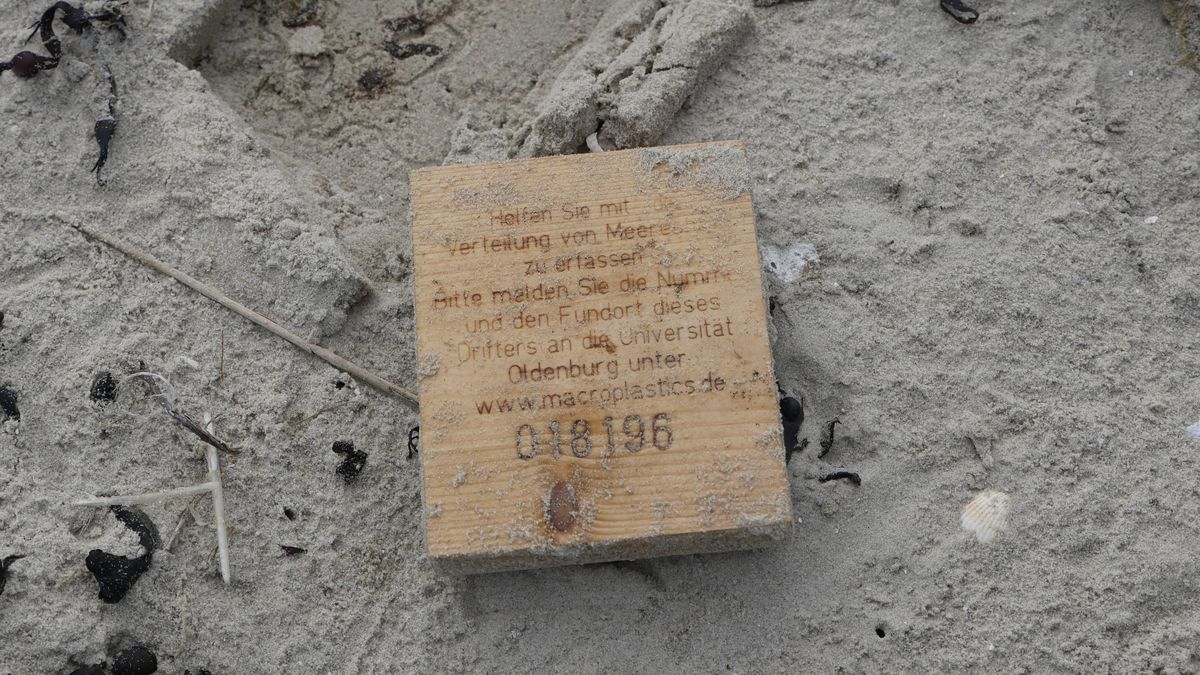 Helfen Sie mit
Verteilung von Meeres
zu erfassen
Bitte melden Sie die Numm
und den Fundort dieses
Drifters an die Universität
Oldenburg unter
www.macroplastics.de
018196